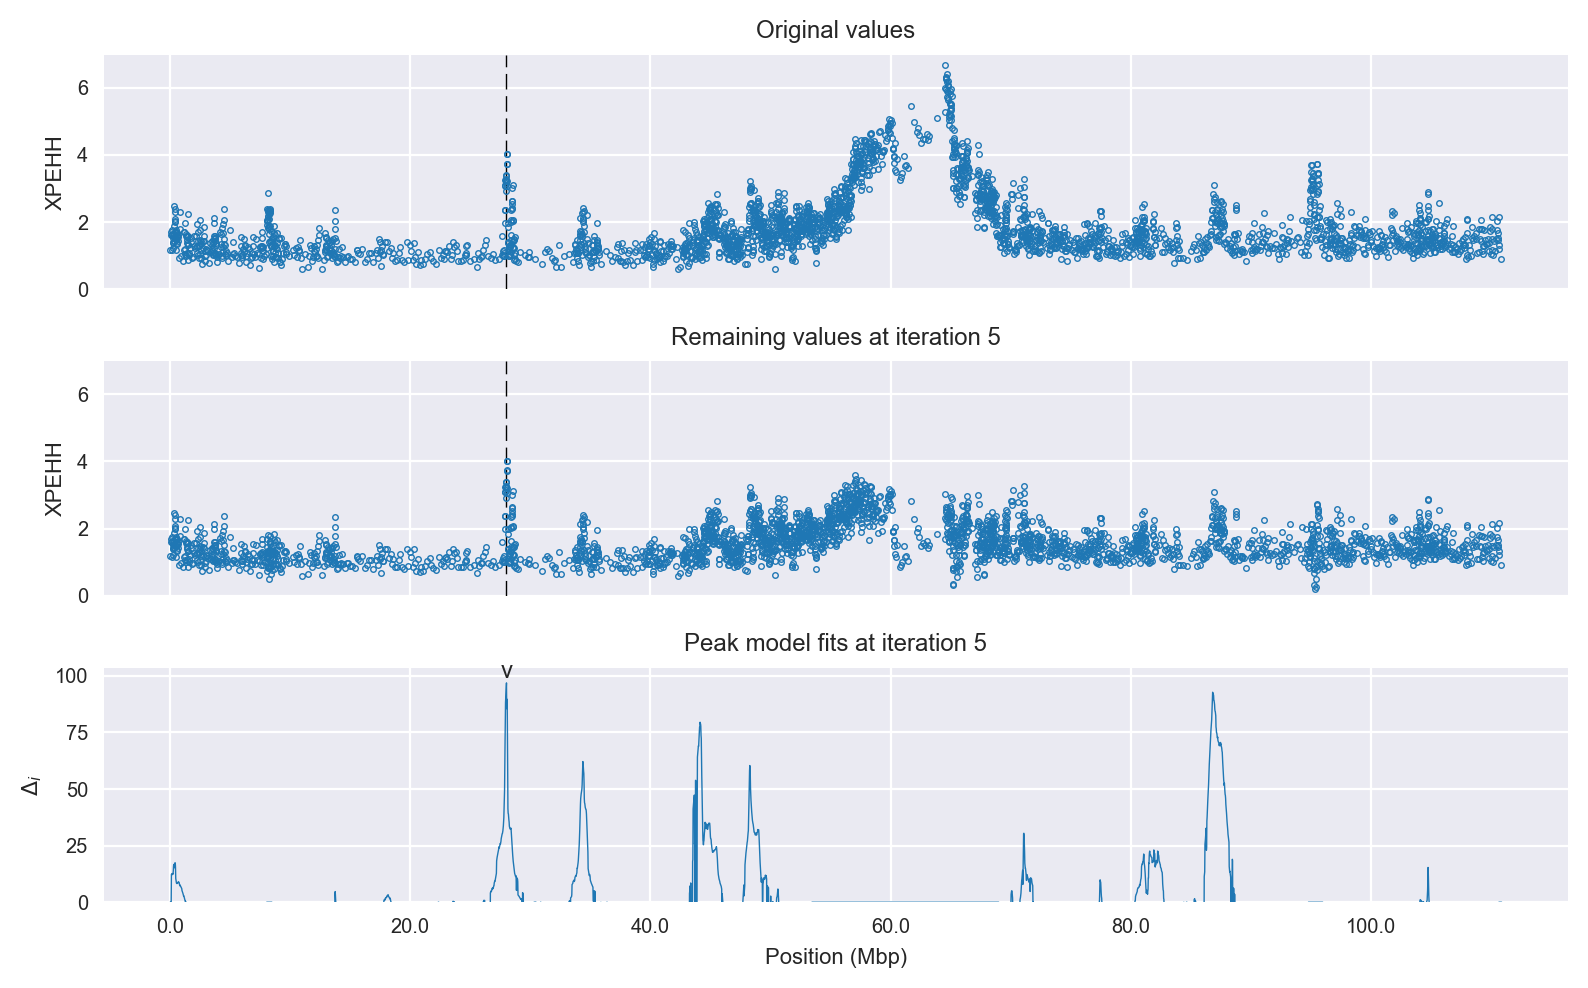 Original values
6
4
2
0
XPEHH
Remaining values at iteration 5
6
4
2
0
XPEHH
Peak model fits at iteration 5
v
100
75
50
25
0
Δi
0.0 20.0 40.0 60.0 80.0 100.0
Position (Mbp)